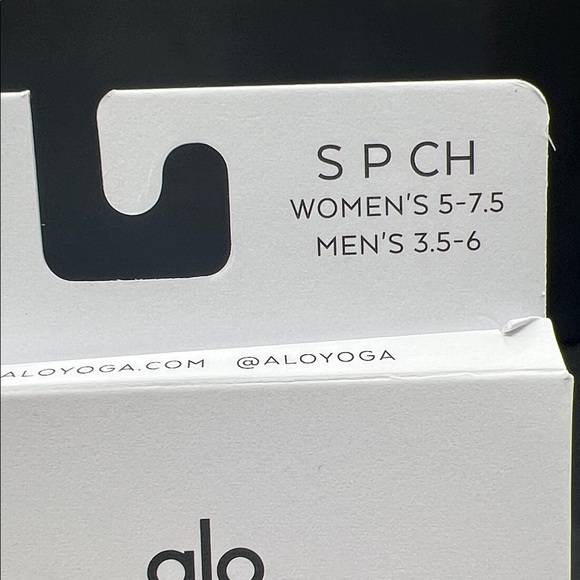 S P CH
WOMEN'S 5-7.5
MEN'S 3.5-6
ALOYOGA.COM @ALOYOGA
alo